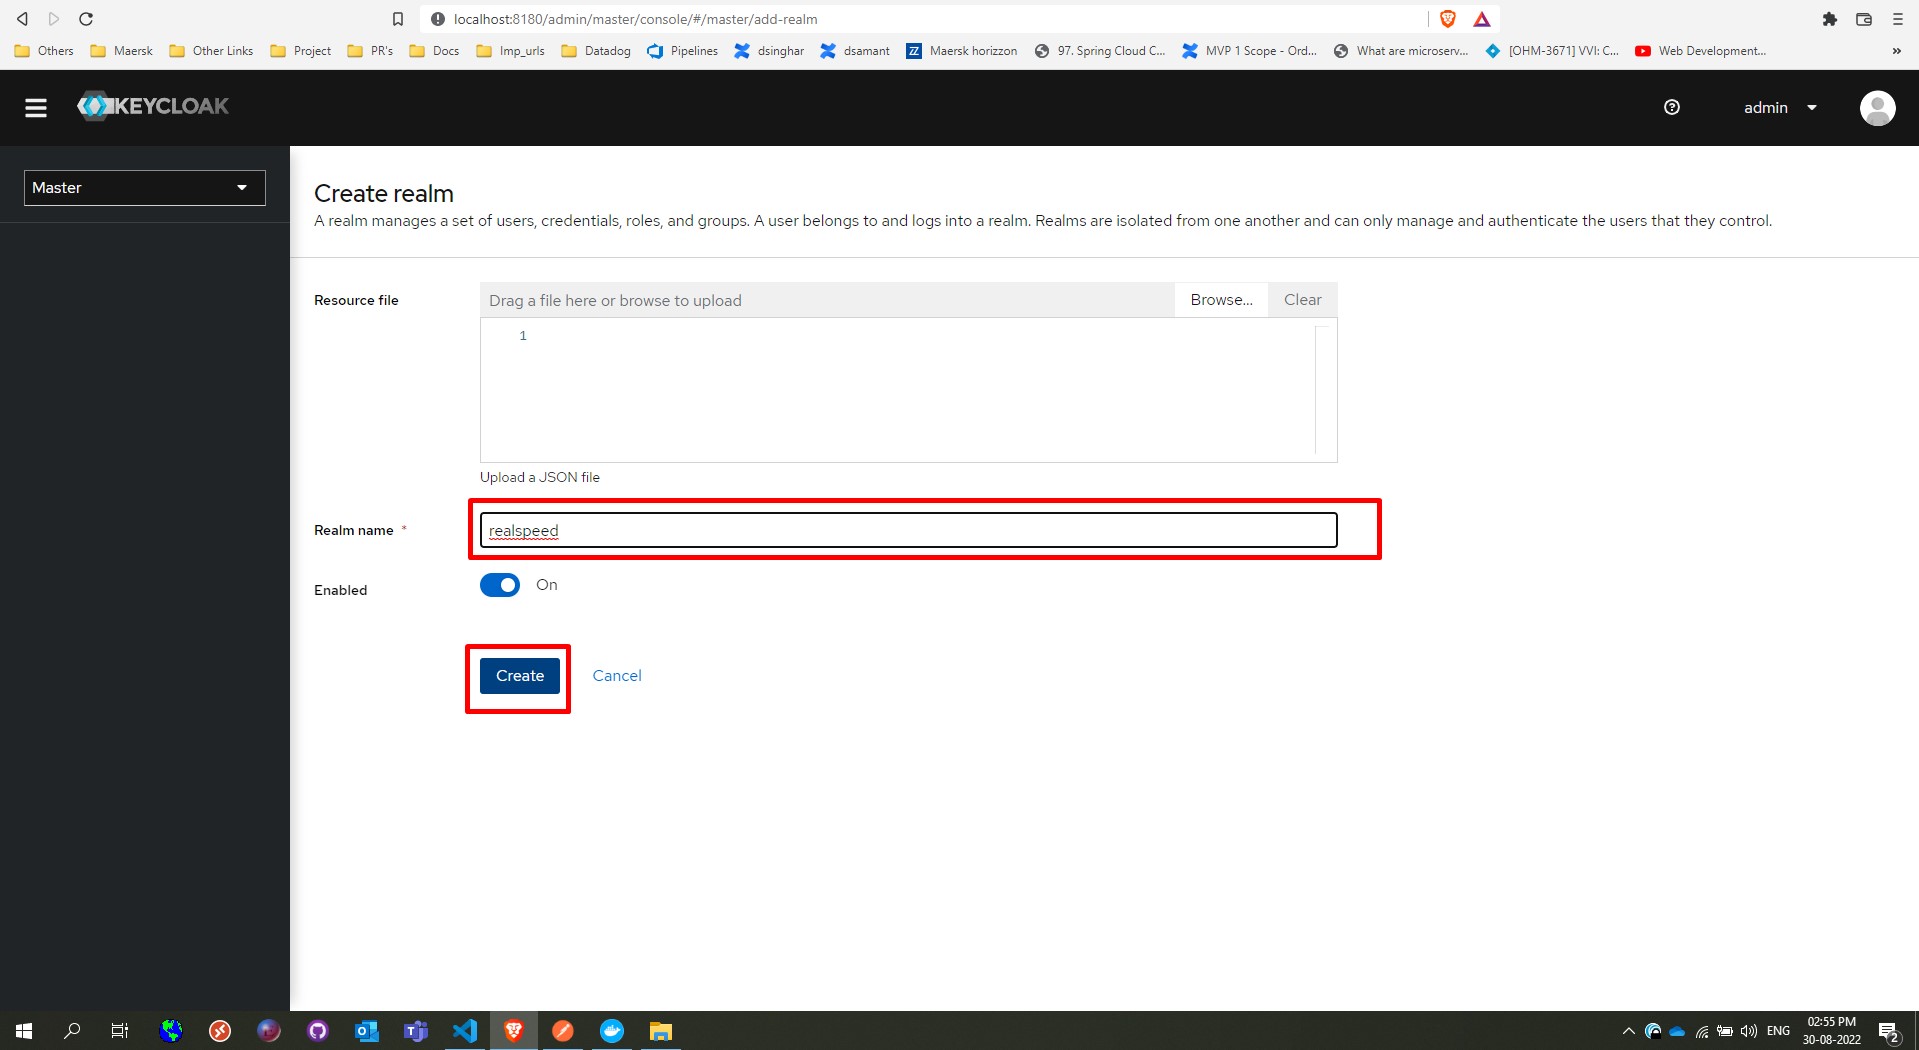 localhost:8180/admin/master/console/#/master/add-realm
Others Maersk Other Links Project PR's Docs Imp_urls Datadog Pipelines dsinghar dsamant Maersk horizzon 97. Spring Cloud C... MVP 1 Scope - Ord... What are microserv... [OHM-3671] VVI: C... Web Development... »
KEYCLOAK
admin
Master
Create realm
A realm manages a set of users, credentials, roles, and groups. A user belongs to and logs into a realm. Realms are isolated from one another and can only manage and authenticate the users that they control.
Resource file
Drag a file here or browse to upload Browse... Clear
1
Upload a JSON file
Realm name *
realspeed
Enabled
On
Create Cancel
ENG
02:55 PM
30-08-2022
2